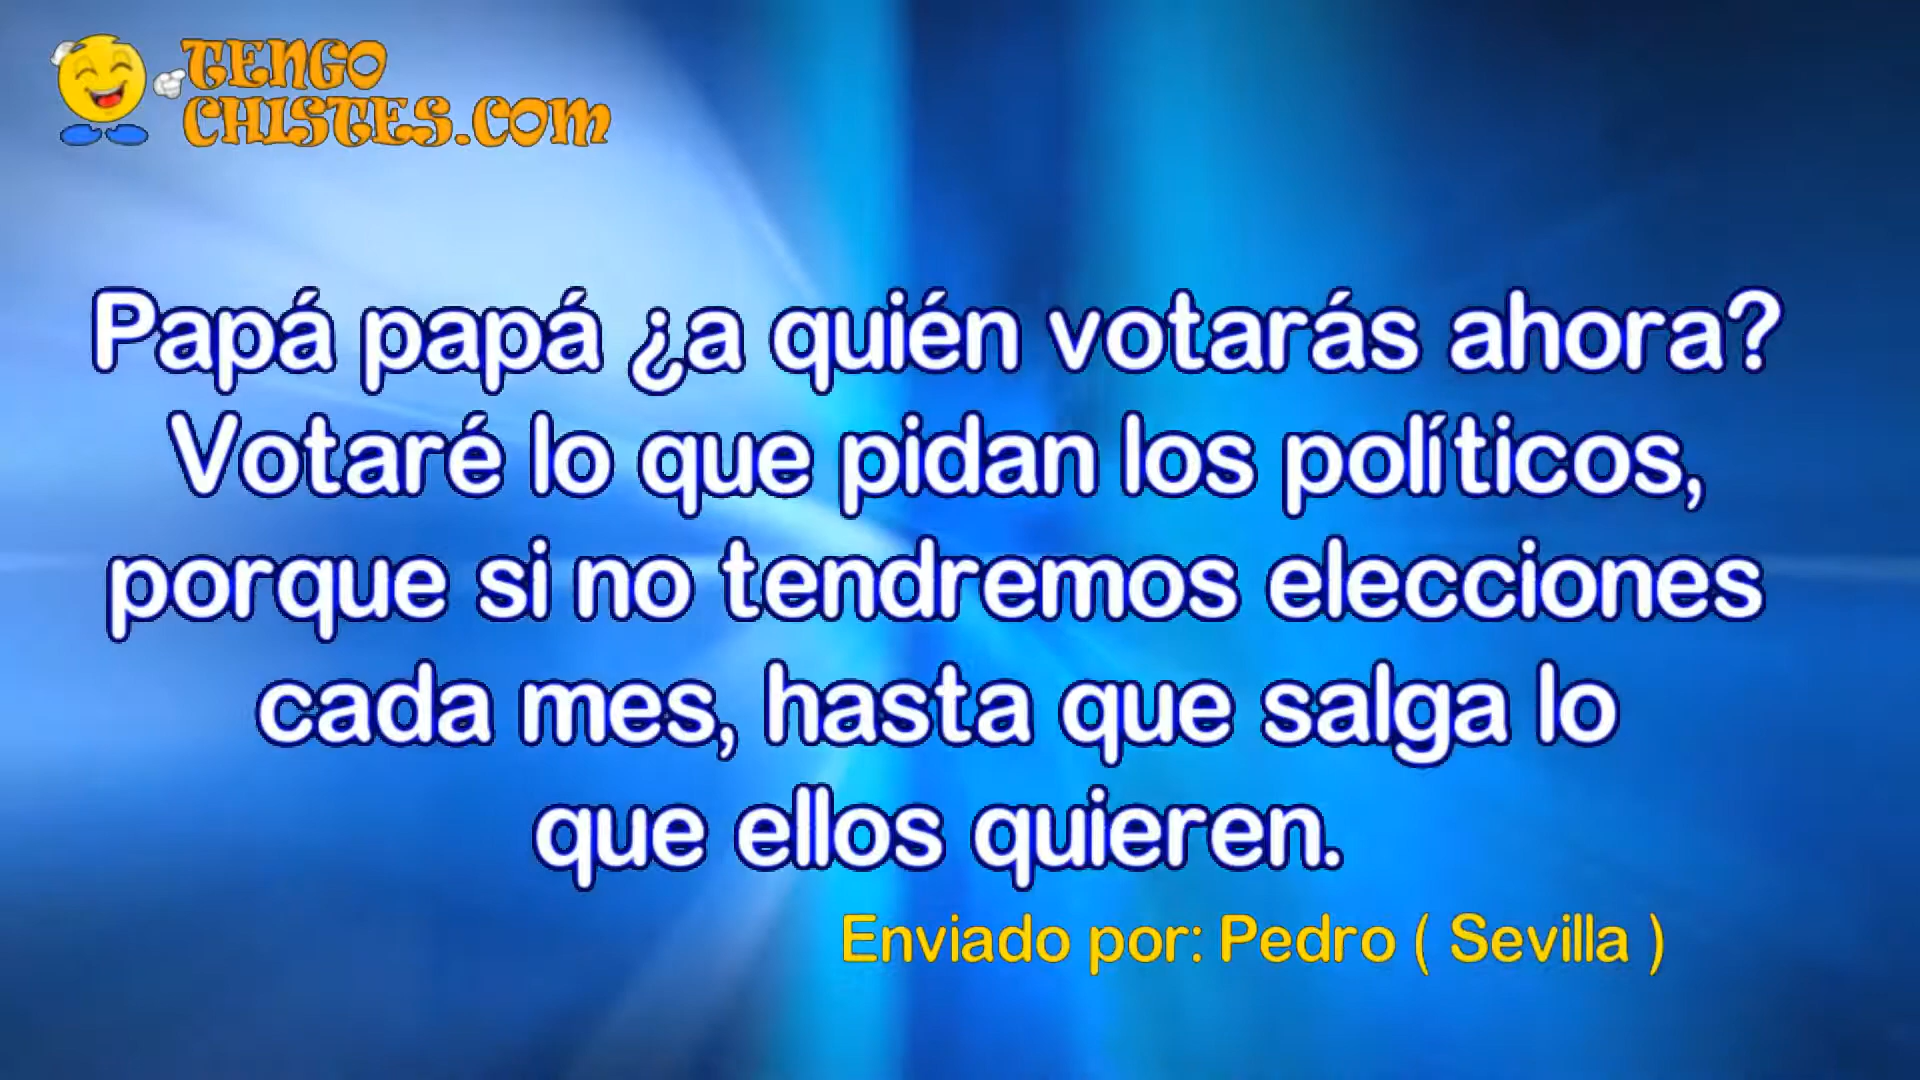 TENGO
CHISTES.COM
Papá papá ¿a quién votarás ahora?
Votaré lo que pidan los políticos,
porque si no tendremos elecciones
cada mes, hasta que salga lo
que ellos quieren.
Enviado por: Pedro ( Sevilla )